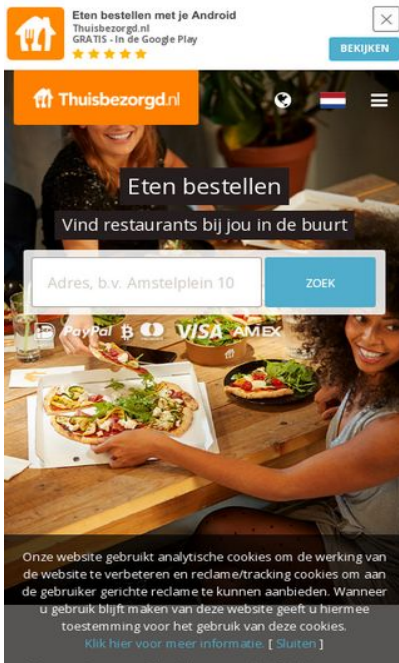 Eten bestellen met je Android
Thuisbezorgd.nl
GRATIS - In de Google Play
BEKIJKEN
Thuisbezorgd.nl
Eten bestellen
Vind restaurants bij jou in de buurt
Adres, b.v. Amstelplein 10
ZOEK
PayPal VISA AMEX
Onze website gebruikt analytische cookies om de werking van
de website te verbeteren en reclame/tracking cookies om aan
de gebruiker gerichte reclame te kunnen aanbieden. Wanneer
u gebruik blijft maken van deze website geeft u hiermee
toestemming voor het gebruik van deze cookies.
Klik hier voor meer informatie. [ Sluiten ]